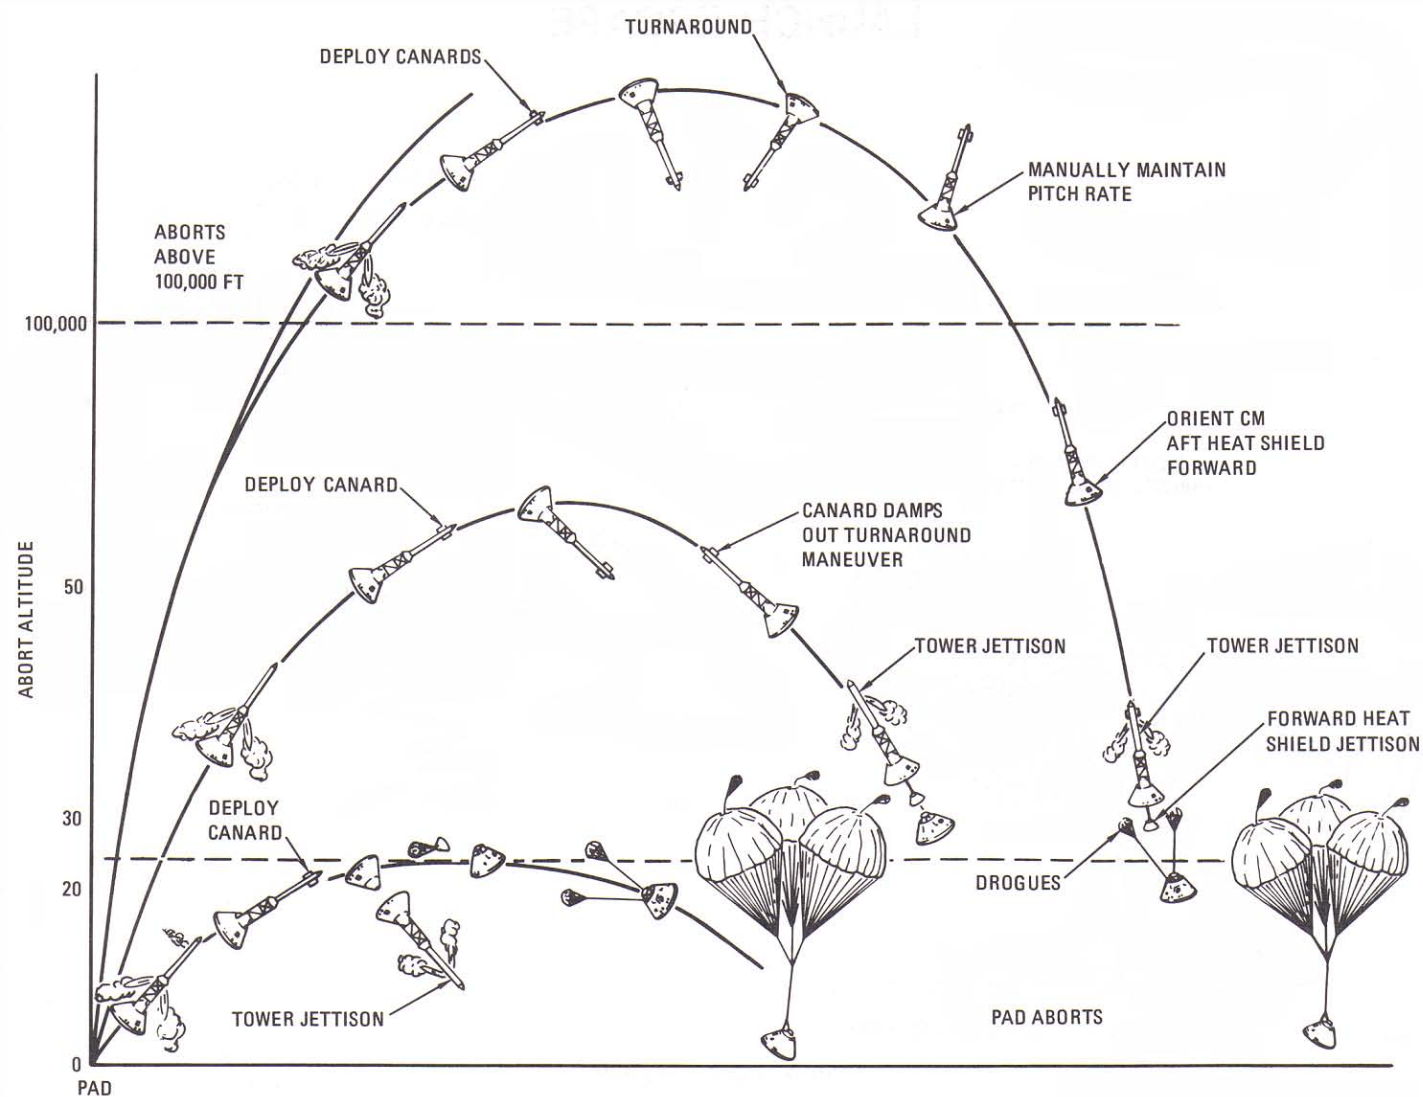 TURNAROUND
DEPLOY CANARDS
MANUALLY MAINTAIN
PITCH RATE
ABORTS
ABOVE
100,000 FT
100,000
ORIENT CM
AFT HEAT SHIELD
FORWARD
DEPLOY CANARD
CANARD DAMPS
OUT TURNAROUND
MANEUVER
50
ABORT ALTITUDE
TOWER JETTISON
TOWER JETTISON
FORWARD HEAT
SHIELD JETTISON
DEPLOY
CANARD
30
20
DROGUES
TOWER JETTISON
PAD ABORTS
0
PAD